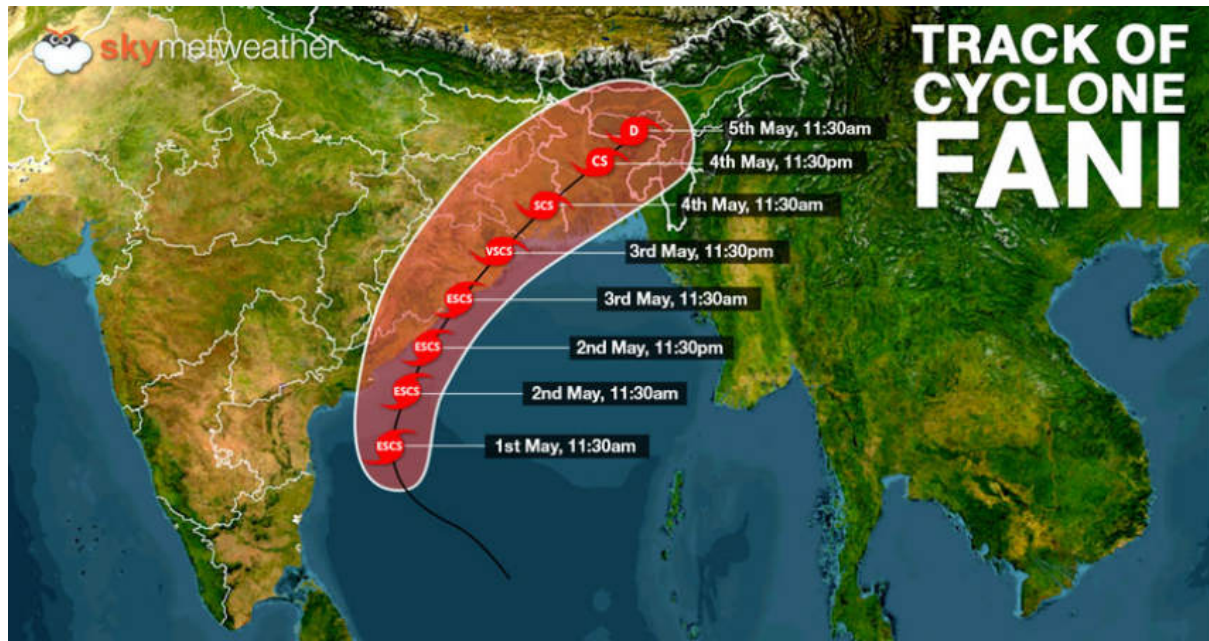 skymetweather
TRACK OF
CYCLONE
FANI
D
5th May, 11:30am
CS
4th May, 11:30pm
SCS
4th May, 11:30am
VSCS
3rd May, 11:30pm
ESCS
3rd May, 11:30am
ESCS
2nd May, 11:30pm
ESCS
2nd May, 11:30am
ESCS
1st May, 11:30am